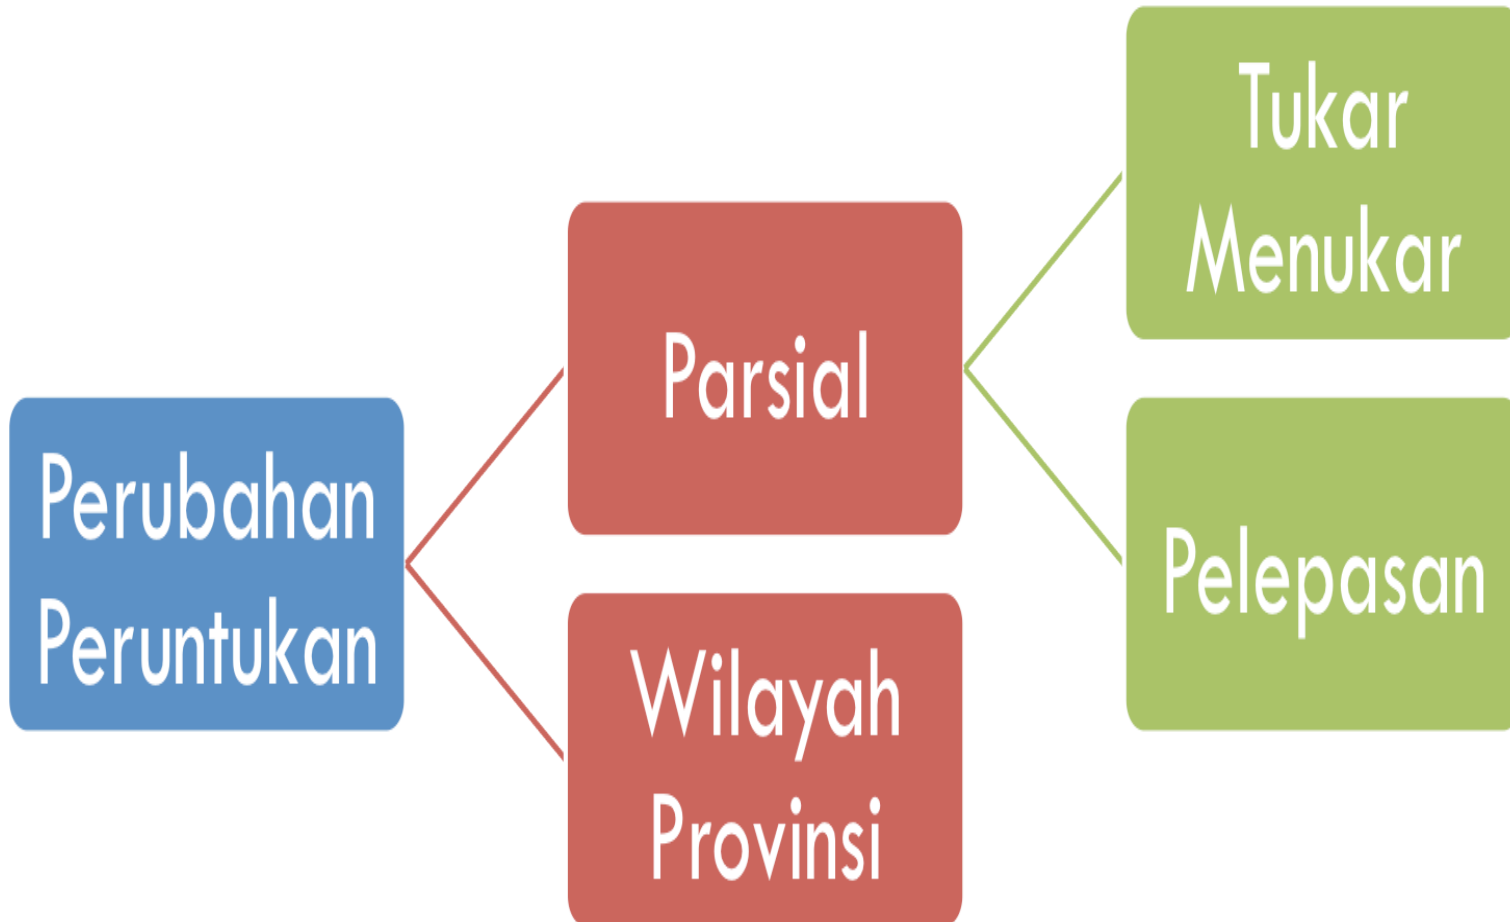 Perubahan
Peruntukan
Parsial
Wilayah
Provinsi
Tukar
Menukar
Pelepasan